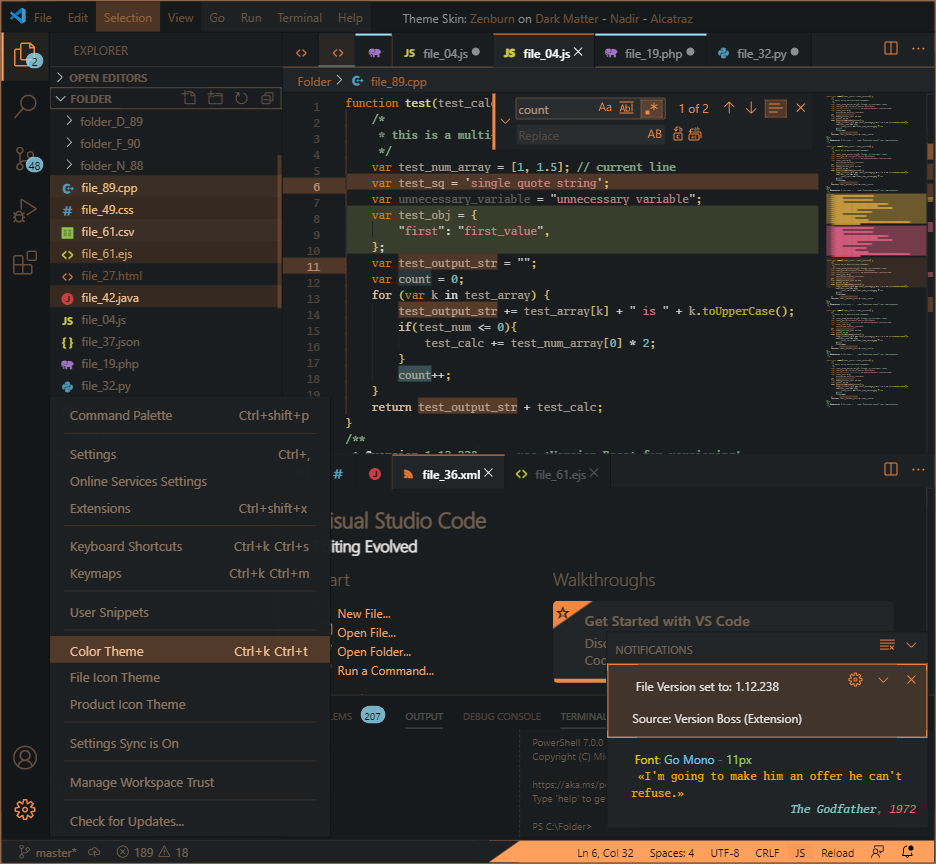 File Edit Selection View Go Run Terminal Help Theme Skin: Zenburn on Dark Matter - Nadir - Alcatraz
2
EXPLORER
JS file_04.js
JS file_04.js
file_19.php
file_32.py
OPEN EDITORS
FOLDER
Folder > file_89.cpp
folder_D_89
folder_F_90
folder_N_88
48
file_89.cpp
# file_49.css
file_61.csv
file_61.ejs
file_27.html
J file_42.java
JS file_04.js
{} file_37.json
file_19.php
file_32.py
count Aa Abl .* 1 of 2
Replace AB
1 function test(test_calc
2 /*
3 * this is a multi
4 */
5 var test_num_array = [1, 1.5]; // current line
6 var test_sq = 'single quote string';
7 var unnecessary_variable = "unnecessary variable";
8 var test_obj = {
9 "first": "first_value",
10 };
11 var test_output_str = "";
12 var count = 0;
13 for (var k in test_array) {
14 test_output_str += test_array[k] + " is " + k.toUpperCase();
15 if(test_num <= 0){
16 test_calc += test_num_array[0] * 2;
17 }
18 count++;
19 }
return test_output_str + test_calc;
}
/**
Command Palette Ctrl+shift+p
Settings Ctrl+,
Online Services Settings
Extensions Ctrl+shift+x
Keyboard Shortcuts Ctrl+k Ctrl+s
Keymaps Ctrl+k Ctrl+m
User Snippets
Color Theme Ctrl+k Ctrl+t
File Icon Theme
Product Icon Theme
Settings Sync is On
Manage Workspace Trust
Check for Updates...
# J file_36.xml file_61.ejs
isual Studio Code
iting Evolved
art
New File...
Open File...
Open Folder...
Run a Command...
Walkthroughs
Get Started with VS Code
Disc
Coc
LEMS 207 OUTPUT DEBUG CONSOLE TERMINAL
PowerShell 7.0.0
Copyright (C) Mi
https://aka.ms/p
Type 'help' to ge
PS C:\Folder>
NOTIFICATIONS
File Version set to: 1.12.238
Source: Version Boss (Extension)
Font: Go Mono - 11px
«I'm going to make him an offer he can't
refuse.»
The Godfather, 1972
master* 189 18 Ln 6, Col 32 Spaces: 4 UTF-8 CRLF JS Reload